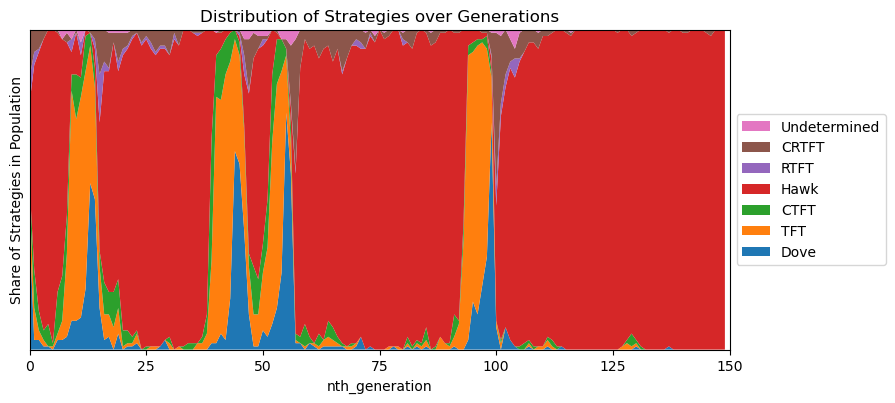 Distribution of Strategies over Generations
Share of Strategies in Population
Undetermined
CRTFT
RTFT
Hawk
CTFT
TFT
Dove
0 25 50 75 100 125 150
nth_generation